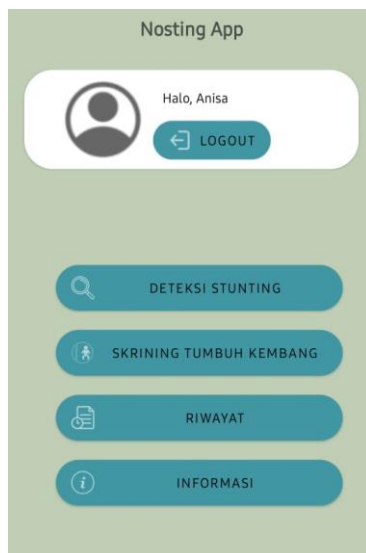 Nosting App
Halo, Anisa
LOGOUT
DETEKSI STUNTING
SKRINING TUMBUH KEMBANG
RIWAYAT
INFORMASI